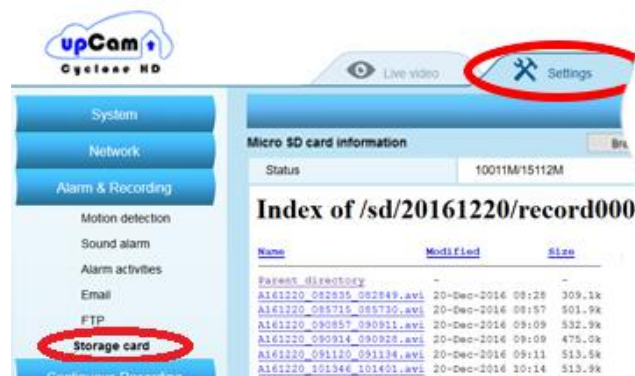 upCam
Cyclone HD
Live video
Settings
System
Network
Alarm & Recording
Motion detection
Sound alarm
Alarm activities
Email
FTP
Storage card
Continuous Recording
Micro SD card information
Status 10011M/15112M
Index of /sd/20161220/record000
Name Modified Size
Parent directory - -
A161220_082835_082849.avi 20-Dec-2016 08:28 309.1k
A161220_085715_085730.avi 20-Dec-2016 08:57 501.9k
A161220_090857_090911.avi 20-Dec-2016 09:09 532.9k
A161220_090914_090928.avi 20-Dec-2016 09:09 475.0k
A161220_091120_091134.avi 20-Dec-2016 09:11 513.5k
A161220_101346_101401.avi 20-Dec-2016 10:14 513.9k